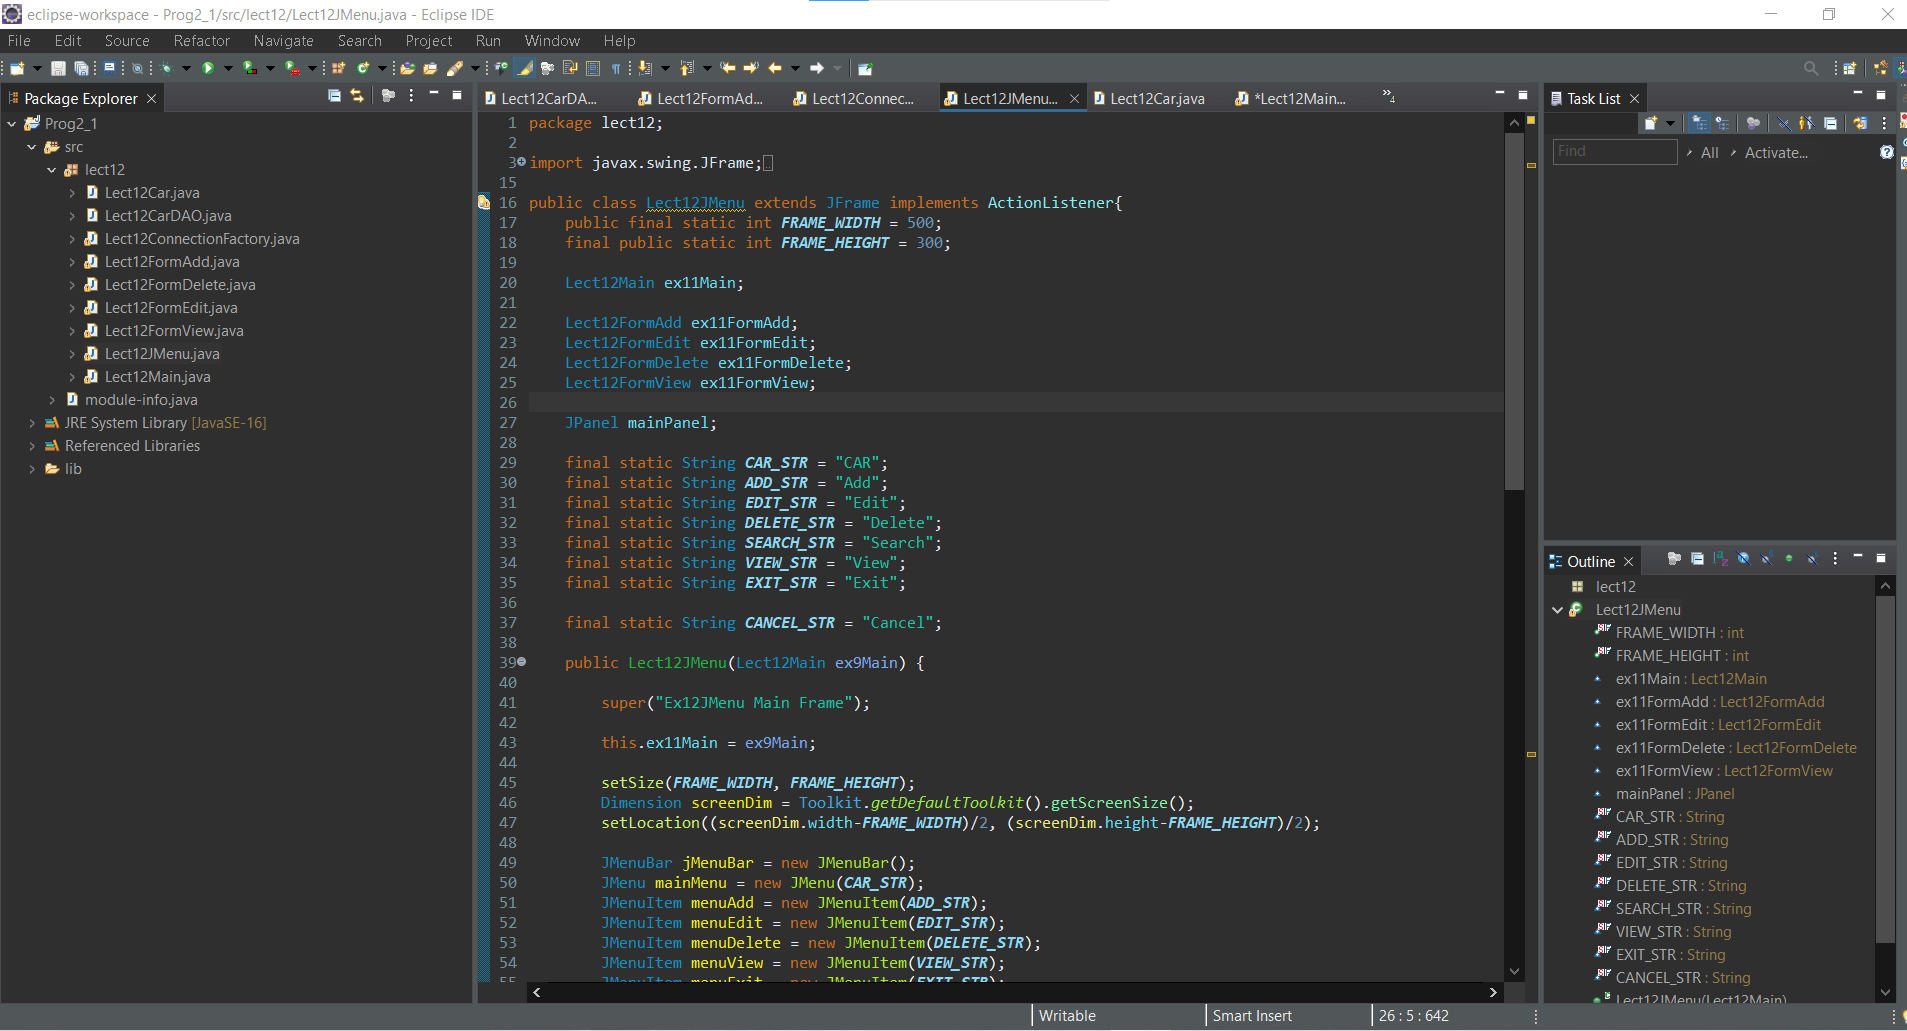 eclipse-workspace - Prog2_1/src/lect12/Lect12JMenu.java - Eclipse IDE
File Edit Source Refactor Navigate Search Project Run Window Help
Package Explorer
Prog2_1
src
lect12
Lect12Car.java
Lect12CarDAO.java
Lect12ConnectionFactory.java
Lect12FormAdd.java
Lect12FormDelete.java
Lect12FormEdit.java
Lect12FormView.java
Lect12JMenu.java
Lect12Main.java
module-info.java
JRE System Library [JavaSE-16]
Referenced Libraries
lib
Lect12CarDA... Lect12FormAd... Lect12Connec... Lect12JMenu... Lect12Car.java *Lect12Main... »4
1 package lect12;
2
3 import javax.swing.JFrame;
15
16 public class Lect12JMenu extends JFrame implements ActionListener{
17 public final static int FRAME_WIDTH = 500;
18 final public static int FRAME_HEIGHT = 300;
19
20 Lect12Main ex11Main;
21
22 Lect12FormAdd ex11FormAdd;
23 Lect12FormEdit ex11FormEdit;
24 Lect12FormDelete ex11FormDelete;
25 Lect12FormView ex11FormView;
26
27 JPanel mainPanel;
28
29 final static String CAR_STR = "CAR";
30 final static String ADD_STR = "Add";
31 final static String EDIT_STR = "Edit";
32 final static String DELETE_STR = "Delete";
33 final static String SEARCH_STR = "Search";
34 final static String VIEW_STR = "View";
35 final static String EXIT_STR = "Exit";
36
37 final static String CANCEL_STR = "Cancel";
38
39 public Lect12JMenu(Lect12Main ex9Main) {
40
41 super("Ex12JMenu Main Frame");
42
43 this.ex11Main = ex9Main;
44
45 setSize(FRAME_WIDTH, FRAME_HEIGHT);
46 Dimension screenDim = Toolkit.getDefaultToolkit().getScreenSize();
47 setLocation((screenDim.width-FRAME_WIDTH)/2, (screenDim.height-FRAME_HEIGHT)/2);
48
49 JMenuBar jMenuBar = new JMenuBar();
50 JMenu mainMenu = new JMenu(CAR_STR);
51 JMenuItem menuAdd = new JMenuItem(ADD_STR);
52 JMenuItem menuEdit = new JMenuItem(EDIT_STR);
53 JMenuItem menuDelete = new JMenuItem(DELETE_STR);
54 JMenuItem menuView = new JMenuItem(VIEW_STR);
55 JMenuItem menuExit = new JMenuItem(EXIT_STR);
Task List
Find All Activate...
Outline
lect12
Lect12JMenu
FRAME_WIDTH : int
FRAME_HEIGHT : int
ex11Main : Lect12Main
ex11FormAdd : Lect12FormAdd
ex11FormEdit : Lect12FormEdit
ex11FormDelete : Lect12FormDelete
ex11FormView : Lect12FormView
mainPanel : JPanel
CAR_STR : String
ADD_STR : String
EDIT_STR : String
DELETE_STR : String
SEARCH_STR : String
VIEW_STR : String
EXIT_STR : String
CANCEL_STR : String
Lect12JMenu(Lect12Main)
Writable Smart Insert 26 : 5 : 642